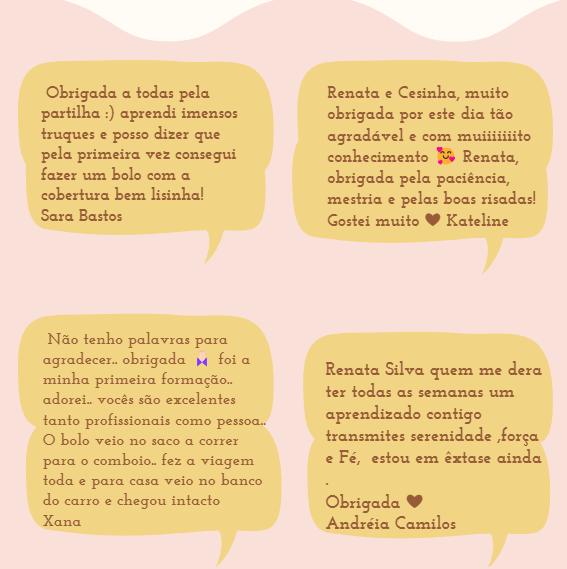 Obrigada a todas pela
partilha :) aprendi imensos
truques e posso dizer que
pela primeira vez consegui
fazer um bolo com a
cobertura bem lisinha!
Sara Bastos
Renata e Cesinha, muito
obrigada por este dia tão
agradável e com muiiiiiiito
conhecimento 🥰 Renata,
obrigada pela paciência,
mestria e pelas boas risadas!
Gostei muito ♥ Kateline
Não tenho palavras para
agradecer.. obrigada foi a
minha primeira formação..
adorei.. vocês são excelentes
tanto profissionais como pessoa..
O bolo veio no saco a correr
para o comboio.. fez a viagem
toda e para casa veio no banco
do carro e chegou intacto
Xana
Renata Silva quem me dera
ter todas as semanas um
aprendizado contigo
transmites serenidade ,força
e Fé, estou em êxtase ainda
.
Obrigada ♥
Andréia Camilos